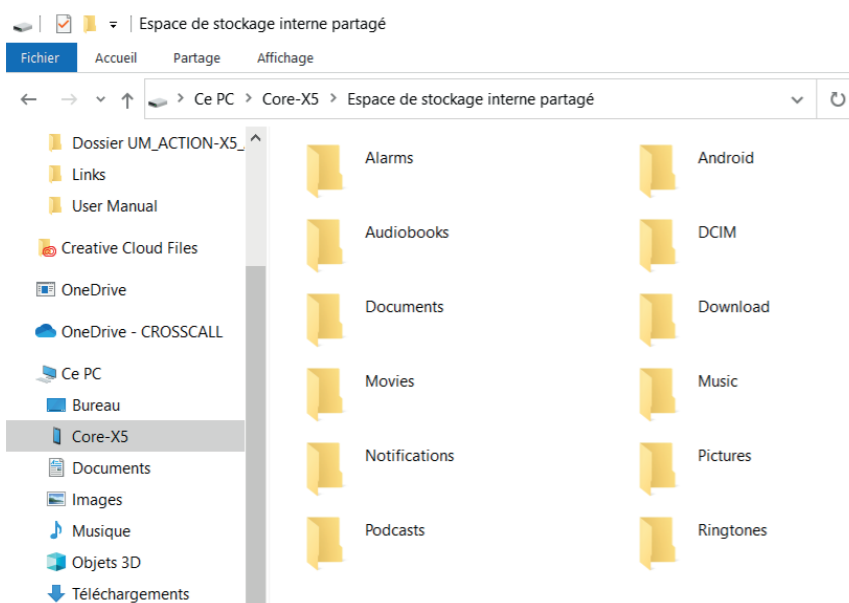 Espace de stockage interne partagé
Fichier Accueil Partage Affichage
Ce PC Core-X5 Espace de stockage interne partagé
Dossier UM_ACTION-X5_
Links
User Manual
Creative Cloud Files
OneDrive
OneDrive - CROSSCALL
Ce PC
Bureau
Core-X5
Documents
Images
Musique
Objets 3D
Téléchargements
Alarms Android
Audiobooks DCIM
Documents Download
Movies Music
Notifications Pictures
Podcasts Ringtones